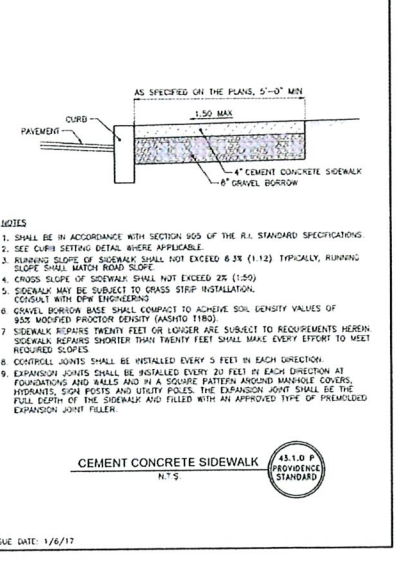 AS SPECIFIED ON THE PLANS, 5'-0" MIN
1.50 MAX
CURB
PAVEMENT
4" CEMENT CONCRETE SIDEWALK
8" GRAVEL BORROW
NOTES
1. SHALL BE IN ACCORDANCE WITH SECTION 905 OF THE R.I. STANDARD SPECIFICATIONS.
2. SEE CURB SETTING DETAIL WHERE APPLICABLE.
3. RUNNING SLOPE OF SIDEWALK SHALL NOT EXCEED 8.3% (1.12) TYPICALLY, RUNNING
SLOPE SHALL MATCH ROAD SLOPE.
4. CROSS SLOPE OF SIDEWALK SHALL NOT EXCEED 2% (1:50)
5. SIDEWALK MAY BE SUBJECT TO GRASS STRIP INSTALLATION.
CONSULT WITH DPW ENGINEERING
6. GRAVEL BORROW BASE SHALL COMPACT TO ACHEIVE SOIL DENSITY VALUES OF
95% MODIFIED PROCTOR DENSITY (AASHTO T180).
7 SIDEWALK REPAIRS TWENTY FEET OR LONGER ARE SUBJECT TO REQUIREMENTS HEREIN.
SIDEWALK REPAIRS SHORTER THAN TWENTY FEET SHALL MAKE EVERY EFFORT TO MEET
REQUIRED SLOPES
8. CONTROLL JOINTS SHALL BE INSTALLED EVERY 5 FEET IN EACH DIRECTION.
9. EXPANSION JOINTS SHALL BE INSTALLED EVERY 20 FEET IN EACH DIRECTION AT
FOUNDATIONS AND WALLS AND IN A SQUARE PATTERN AROUND MANHOLE COVERS,
HYDRANTS, SIGN POSTS AND UTILITY POLES. THE EXPANSION JOINT SHALL BE THE
FULL DEPTH OF THE SIDEWALK AND FILLED WITH AN APPROVED TYPE OF PREMOLDED
EXPANSION JOINT FILLER.
CEMENT CONCRETE SIDEWALK
N.T.S.
43.1.0 P
PROVIDENCE
STANDARD
SUE DATE: 1/6/17